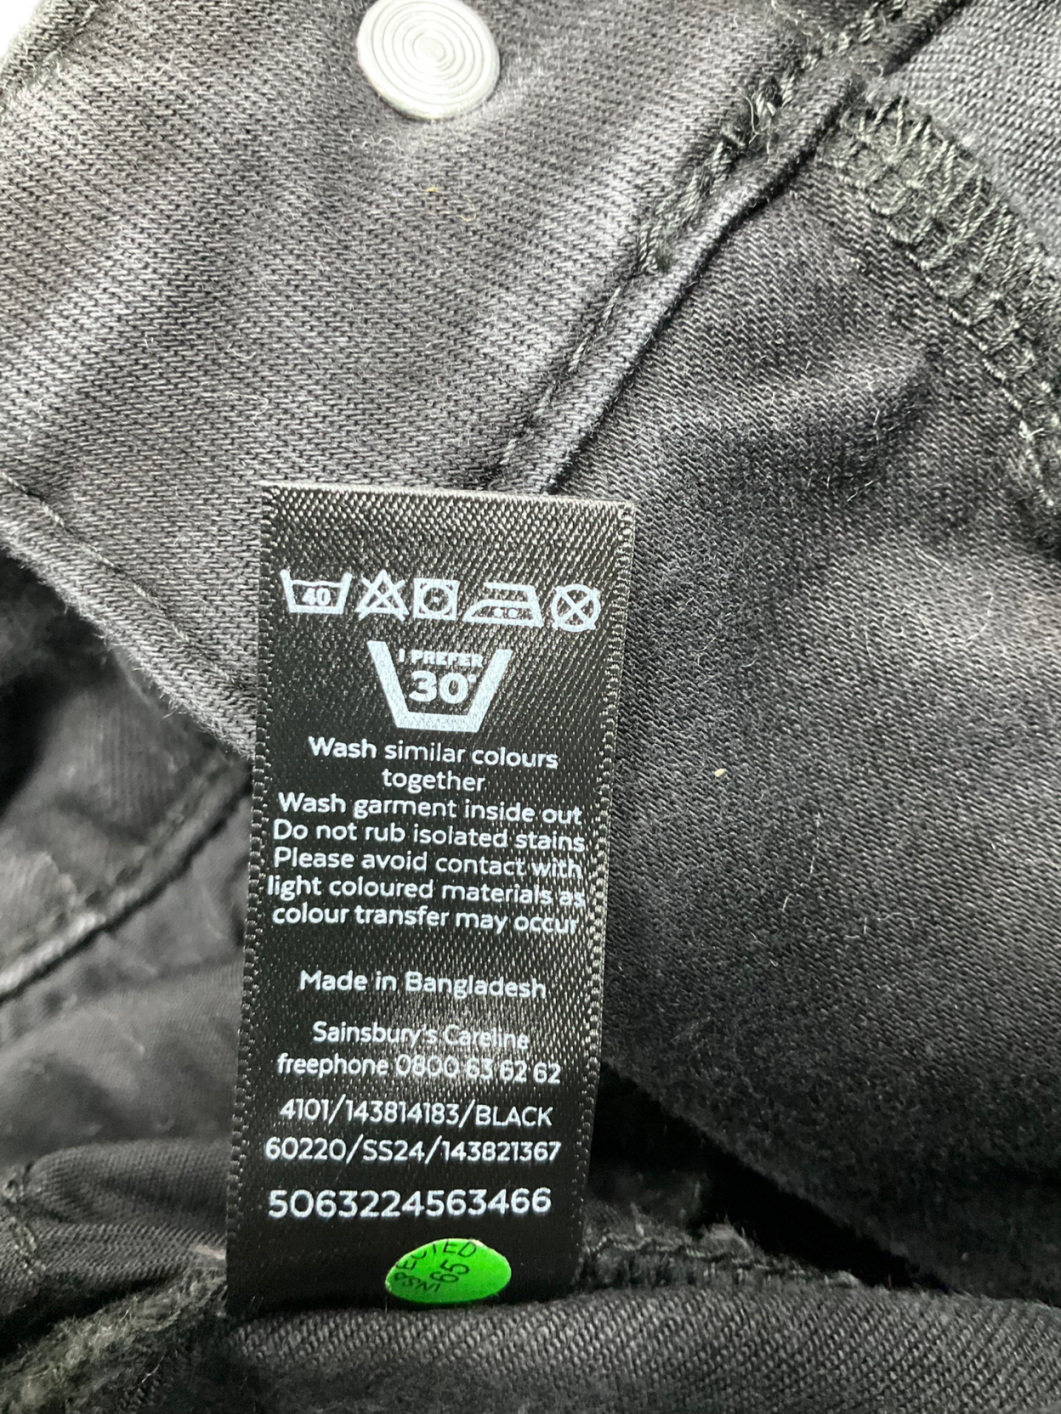 40
I PREFER
30°
Wash similar colours
together
Wash garment inside out
Do not rub isolated stains
Please avoid contact with
light coloured materials as
colour transfer may occur
Made in Bangladesh
Sainsbury's Careline
freephone 0800 63 62 62
4101/143814183/BLACK
60220/SS24/143821367
5063224563466
65